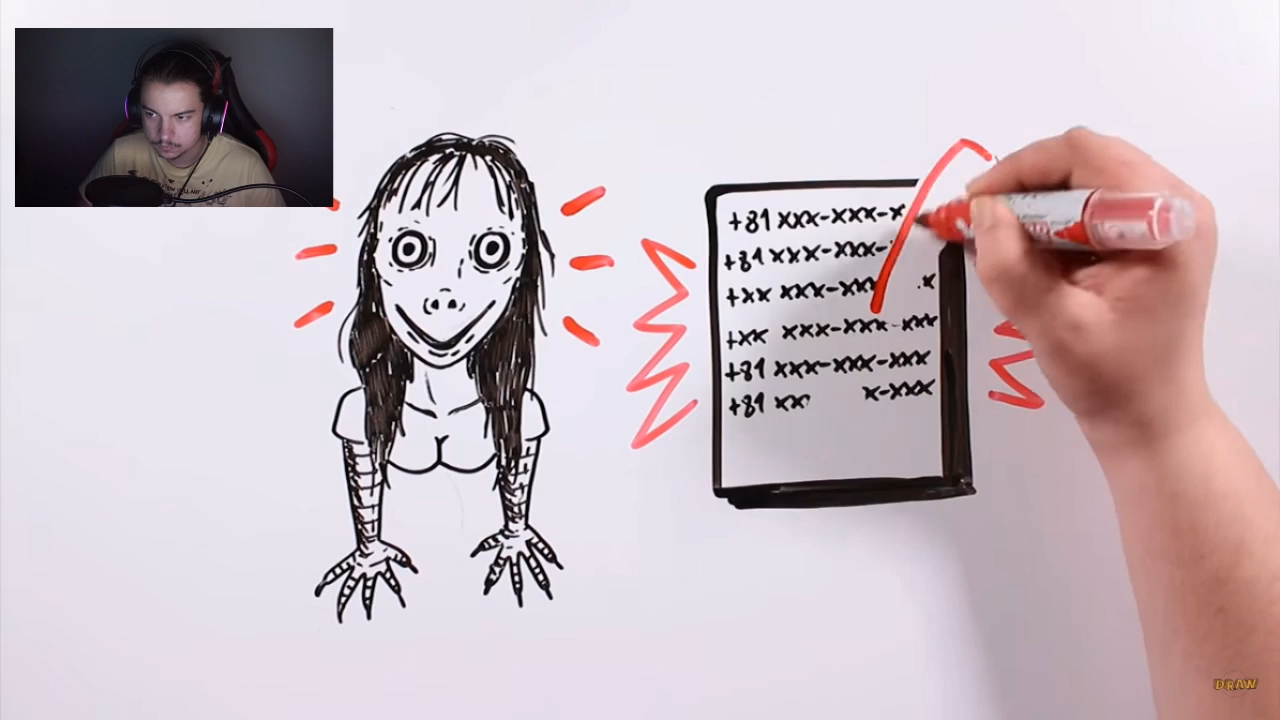 +81 xxx-xxx-x
+81 xxx-xxx-
+xx xxx-xxx .x
+xx xxx-xxx-xxx
+81 xxx-xxx-xxx
+81 xx x-xxx
DRAW